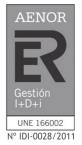 AENOR
ER
Gestión
I+D+i
UNE 166002
Nº IDI-0028/2011